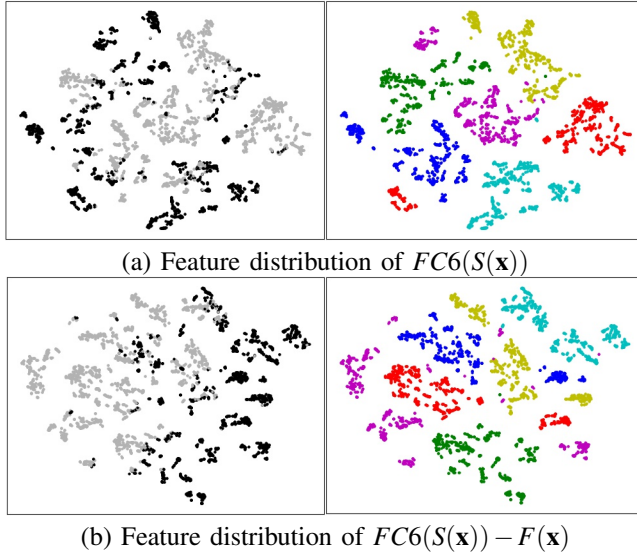 (a) Feature distribution of FC6(S(x))
(b) Feature distribution of FC6(S(x)) − F(x)